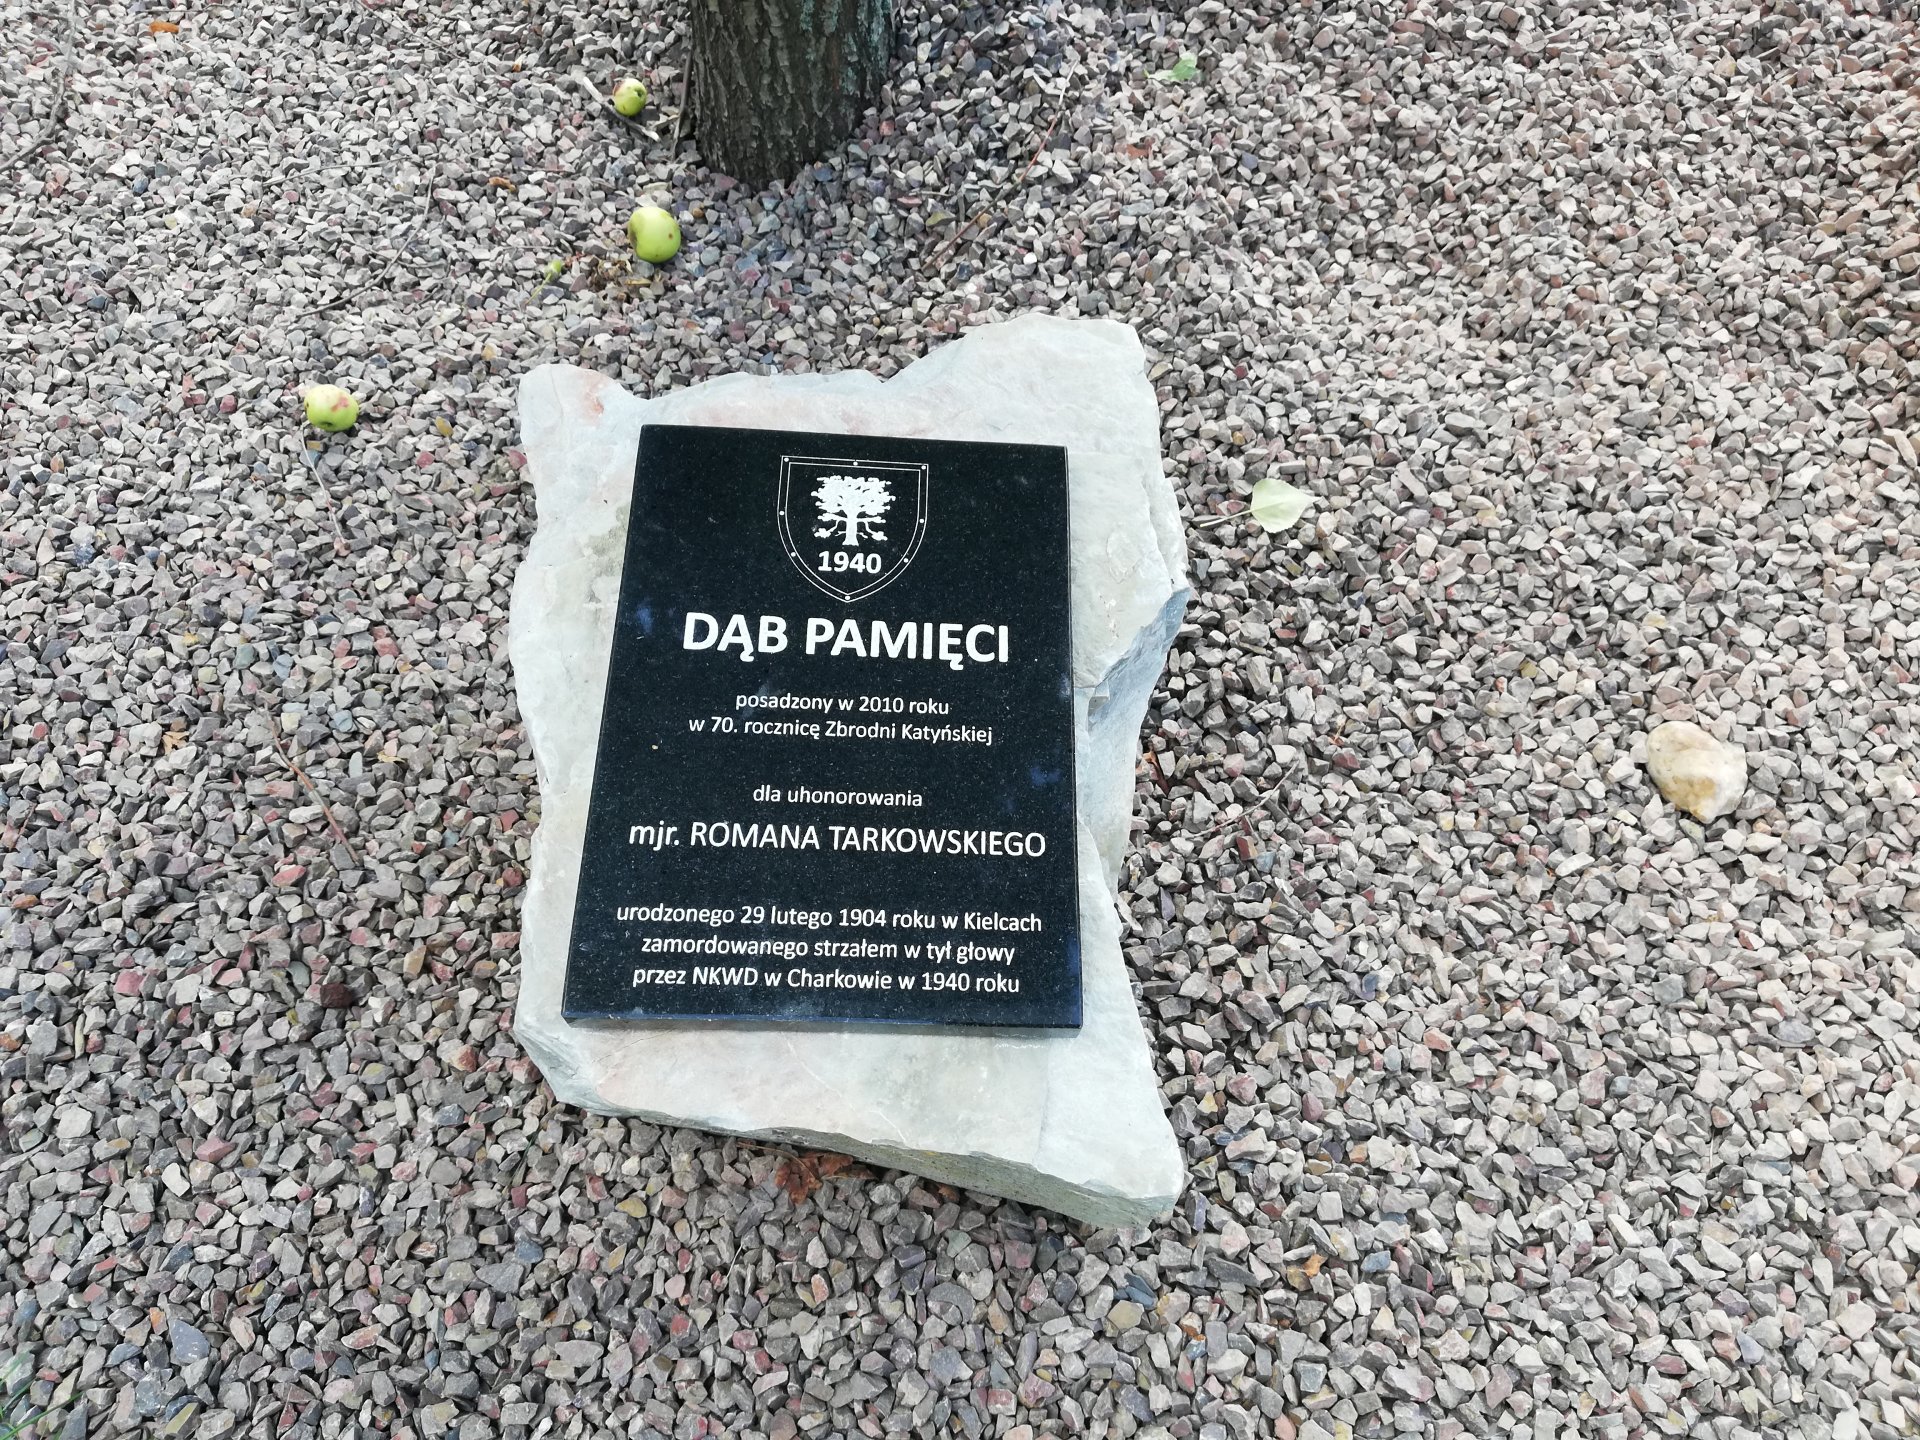 1940
DĄB PAMIĘCI
posadzony w 2010 roku
w 70. rocznicę Zbrodni Katyńskiej
dla uhonorowania
mjr. ROMANA TARKOWSKIEGO
urodzonego 29 lutego 1904 roku w Kielcach
zamordowanego strzałem w tył głowy
przez NKWD w Charkowie w 1940 roku